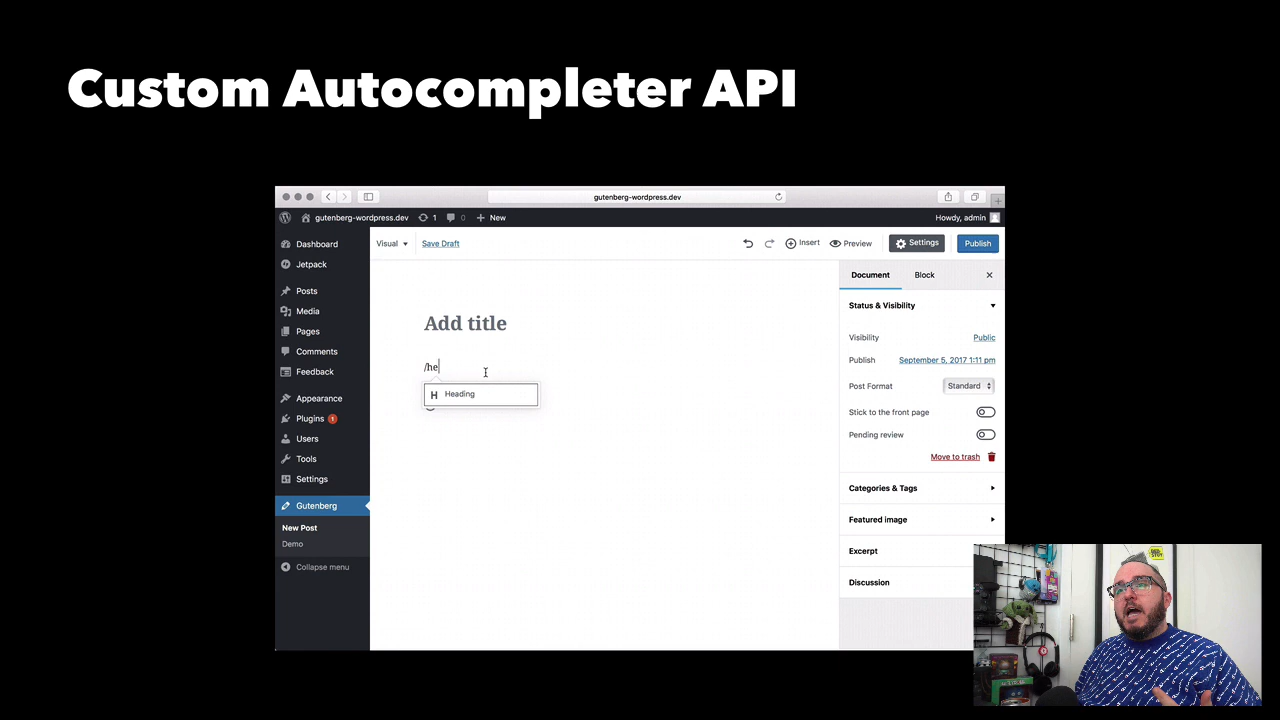 Custom Autocompleter API
gutenberg-wordpress.dev
gutenberg-wordpress.dev 1 0 New Howdy, admin
Visual Save Draft Insert Preview Settings Publish
Dashboard
Jetpack
Posts
Media
Pages
Comments
Feedback
Appearance
Plugins 1
Users
Tools
Settings
Gutenberg
New Post
Demo
Collapse menu
Add title
/he
H Heading
Document Block
Status & Visibility
Visibility Public
Publish September 5, 2017 1:11 pm
Post Format Standard
Stick to the front page
Pending review
Move to trash
Categories & Tags
Featured image
Excerpt
Discussion